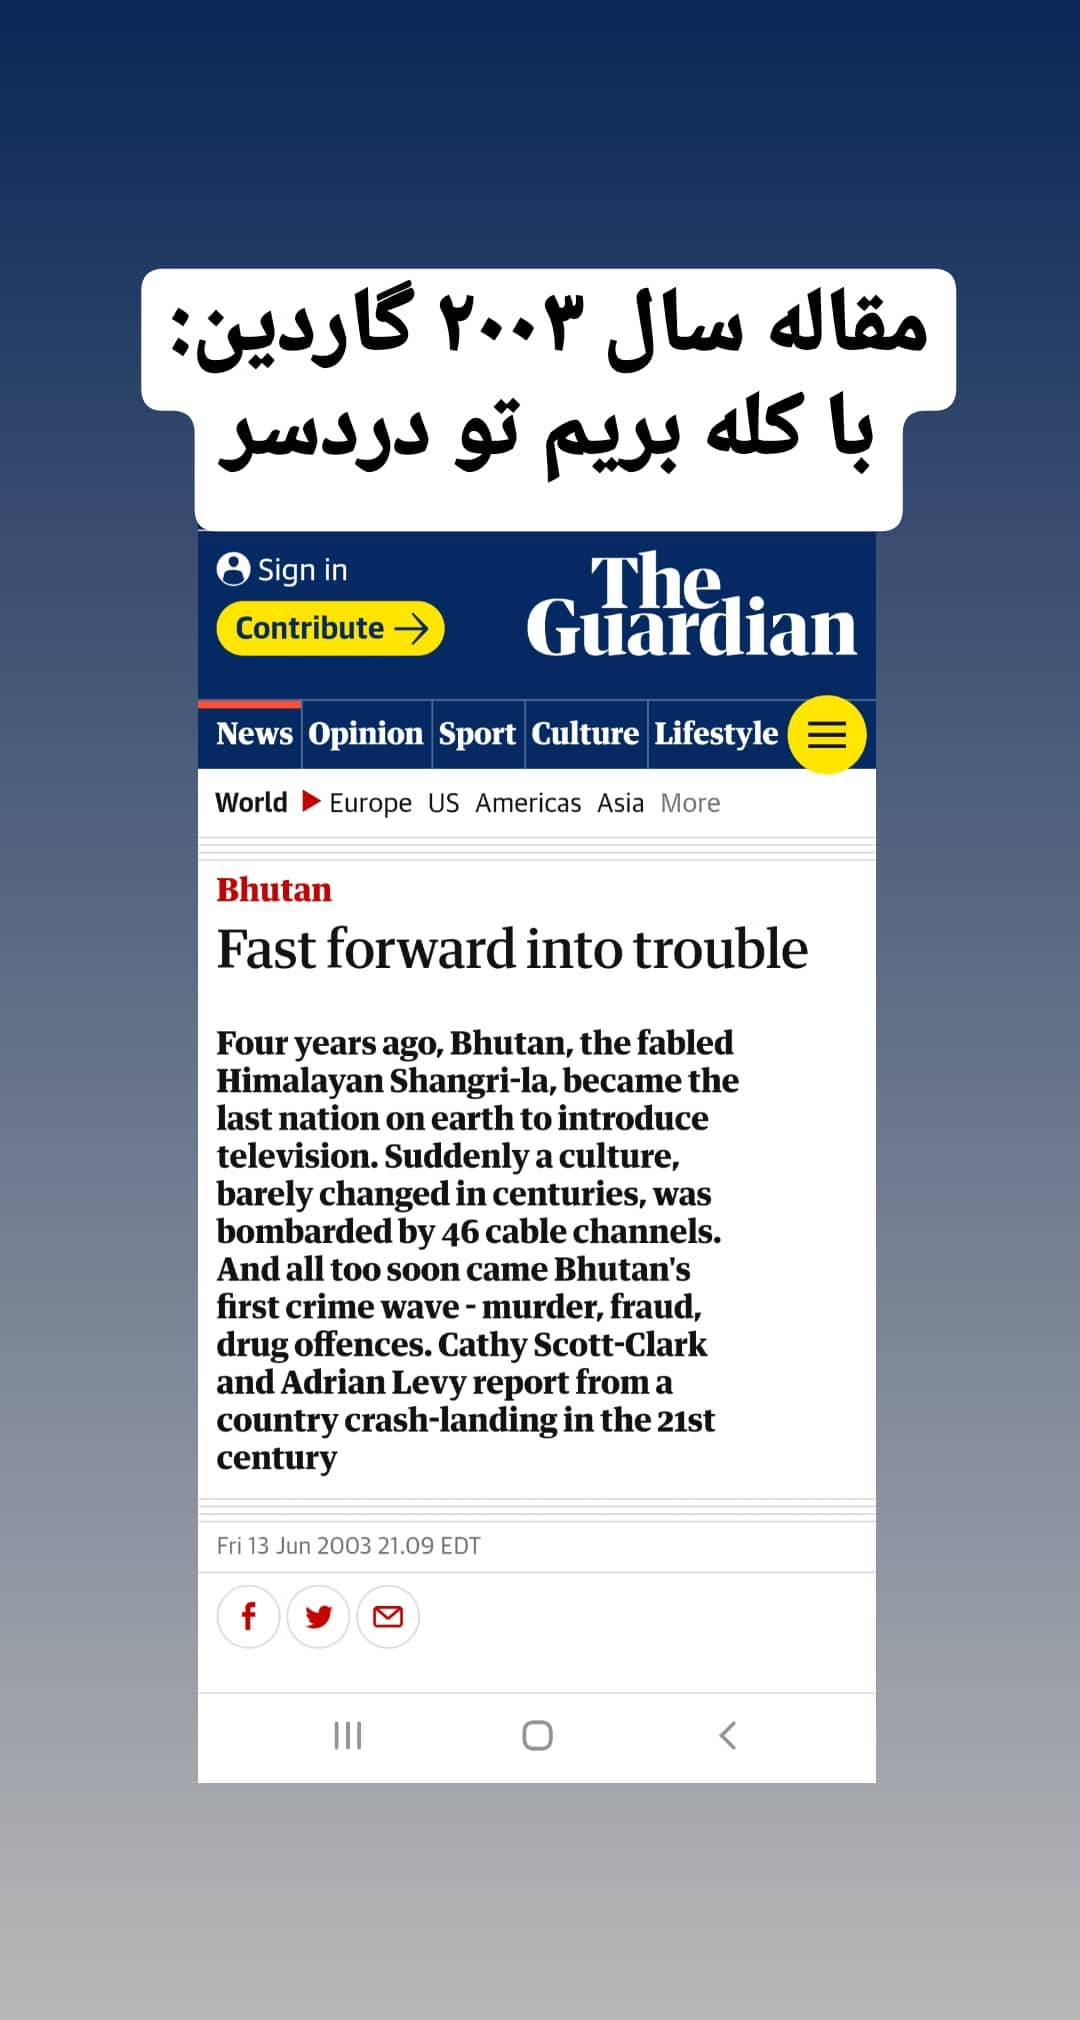 مقاله سال ۲۰۰۳ گاردین:
با کله بریم تو دردسر
Sign in
Contribute
The Guardian
News Opinion Sport Culture Lifestyle
World Europe US Americas Asia More
Bhutan
Fast forward into trouble
Four years ago, Bhutan, the fabled
Himalayan Shangri-la, became the
last nation on earth to introduce
television. Suddenly a culture,
barely changed in centuries, was
bombarded by 46 cable channels.
And all too soon came Bhutan's
first crime wave - murder, fraud,
drug offences. Cathy Scott-Clark
and Adrian Levy report from a
country crash-landing in the 21st
century
Fri 13 Jun 2003 21.09 EDT